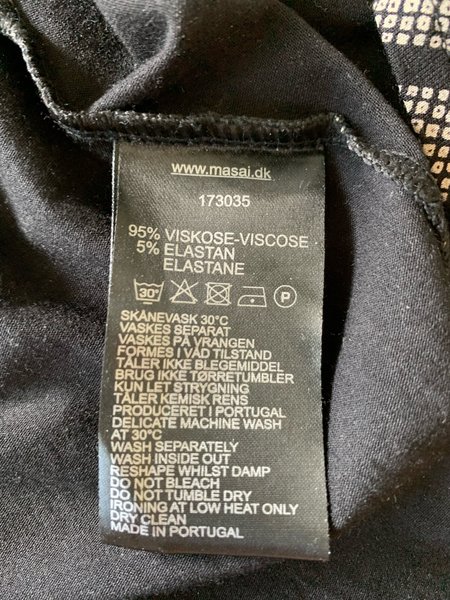 www.masai.dk
173035
95% VISKOSE-VISCOSE
5% ELASTAN
ELASTANE
30° P
SKÅNEVASK 30°C
VASKES SEPARAT
VASKES PÅ VRANGEN
FORMES I VÅD TILSTAND
TÅLER IKKE BLEGEMIDDEL
BRUG IKKE TØRRETUMBLER
KUN LET STRYGNING
TÅLER KEMISK RENS
PRODUCERET I PORTUGAL
DELICATE MACHINE WASH
AT 30°C
WASH SEPARATELY
WASH INSIDE OUT
RESHAPE WHILST DAMP
DO NOT BLEACH
DO NOT TUMBLE DRY
IRONING AT LOW HEAT ONLY
DRY CLEAN
MADE IN PORTUGAL